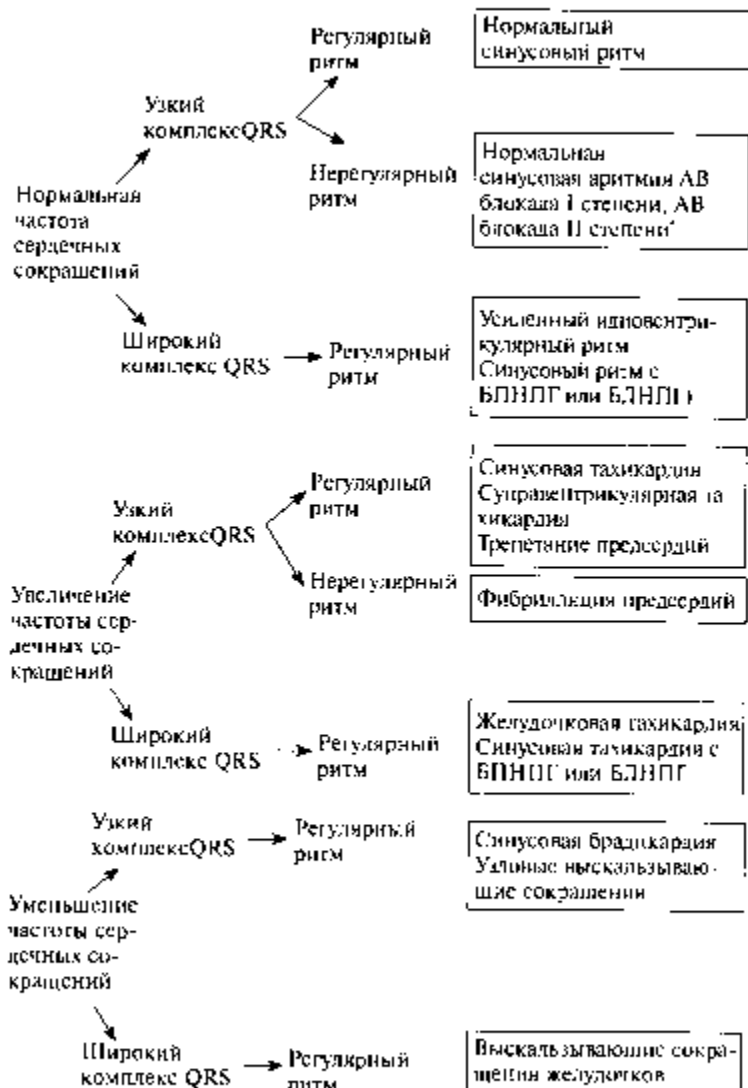 Регулярный
ритм
Нормальный
синусовый ритм
Узкий
комплекс QRS
Нерегулярный
ритм
Нормальная
синусовая аритмия АВ
блокада I степени, АВ
блокада II степени
Нормальная
частота
сердечных
сокращений
Широкий
комплекс QRS
Регулярный
ритм
Усиленный идиовентри-
кулярный ритм
Синусовый ритм с
БПНПГ или БЛНПГ
Узкий
комплекс QRS
Регулярный
ритм
Синусовая тахикардия
Суправентрикулярная та
хикардия
Трепетание предсердий
Нерегулярный
ритм
Фибрилляция предсердий
Увеличение
частоты сер-
дечных со-
кращений
Широкий
комплекс QRS
Регулярный
ритм
Желудочковая тахикардия
Синусовая тахикардия с
БПНПГ или БЛНПГ
Узкий
комплекс QRS
Регулярный
ритм
Синусовая брадикардия
Узловые выскальзываю-
щие сокращения
Уменьшение
частоты сер-
дечных со-
кращений
Широкий
комплекс QRS
Регулярный
ритм
Выскальзывающие сокра-
щения желудочков